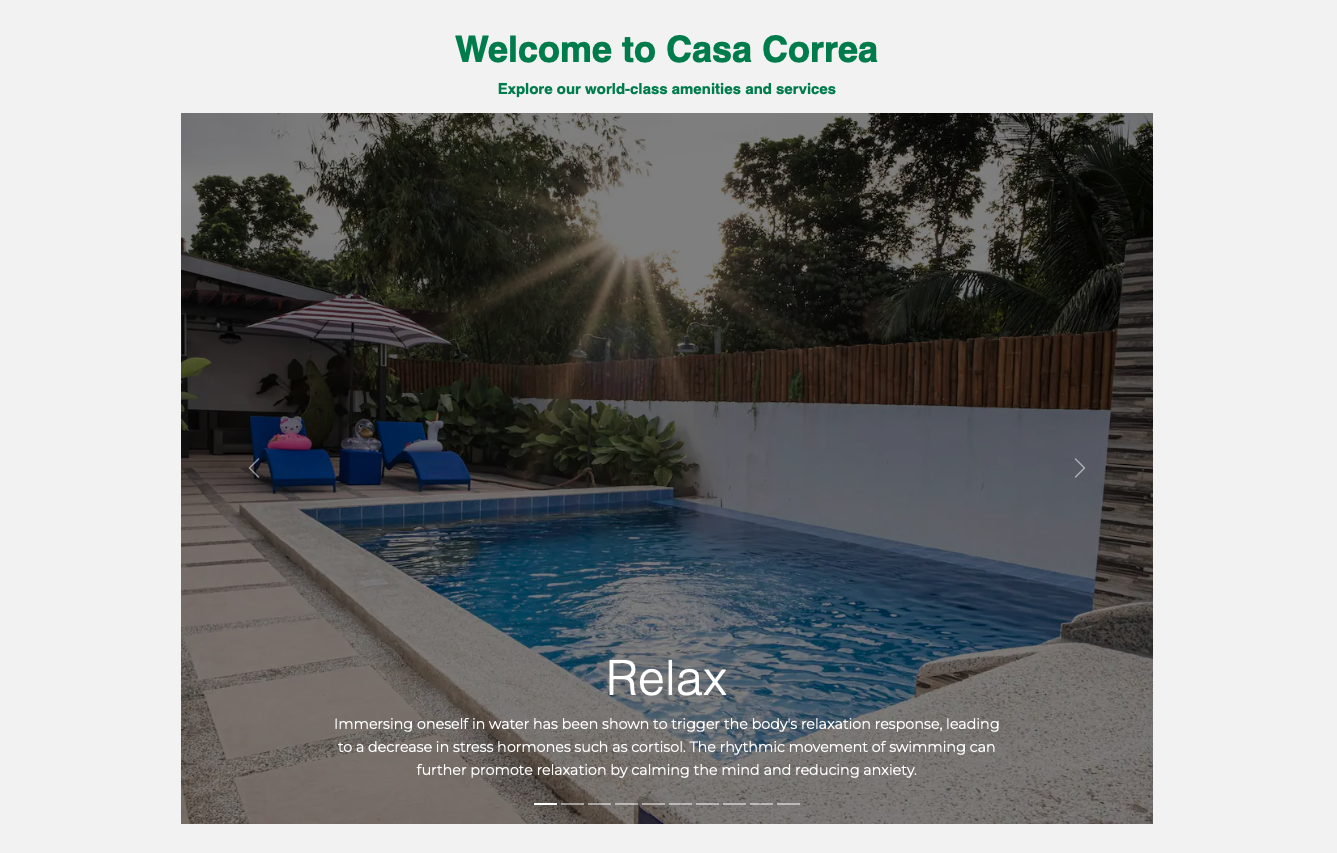 Welcome to Casa Correa
Explore our world-class amenities and services
Relax
Immersing oneself in water has been shown to trigger the body's relaxation response, leading
to a decrease in stress hormones such as cortisol. The rhythmic movement of swimming can
further promote relaxation by calming the mind and reducing anxiety.